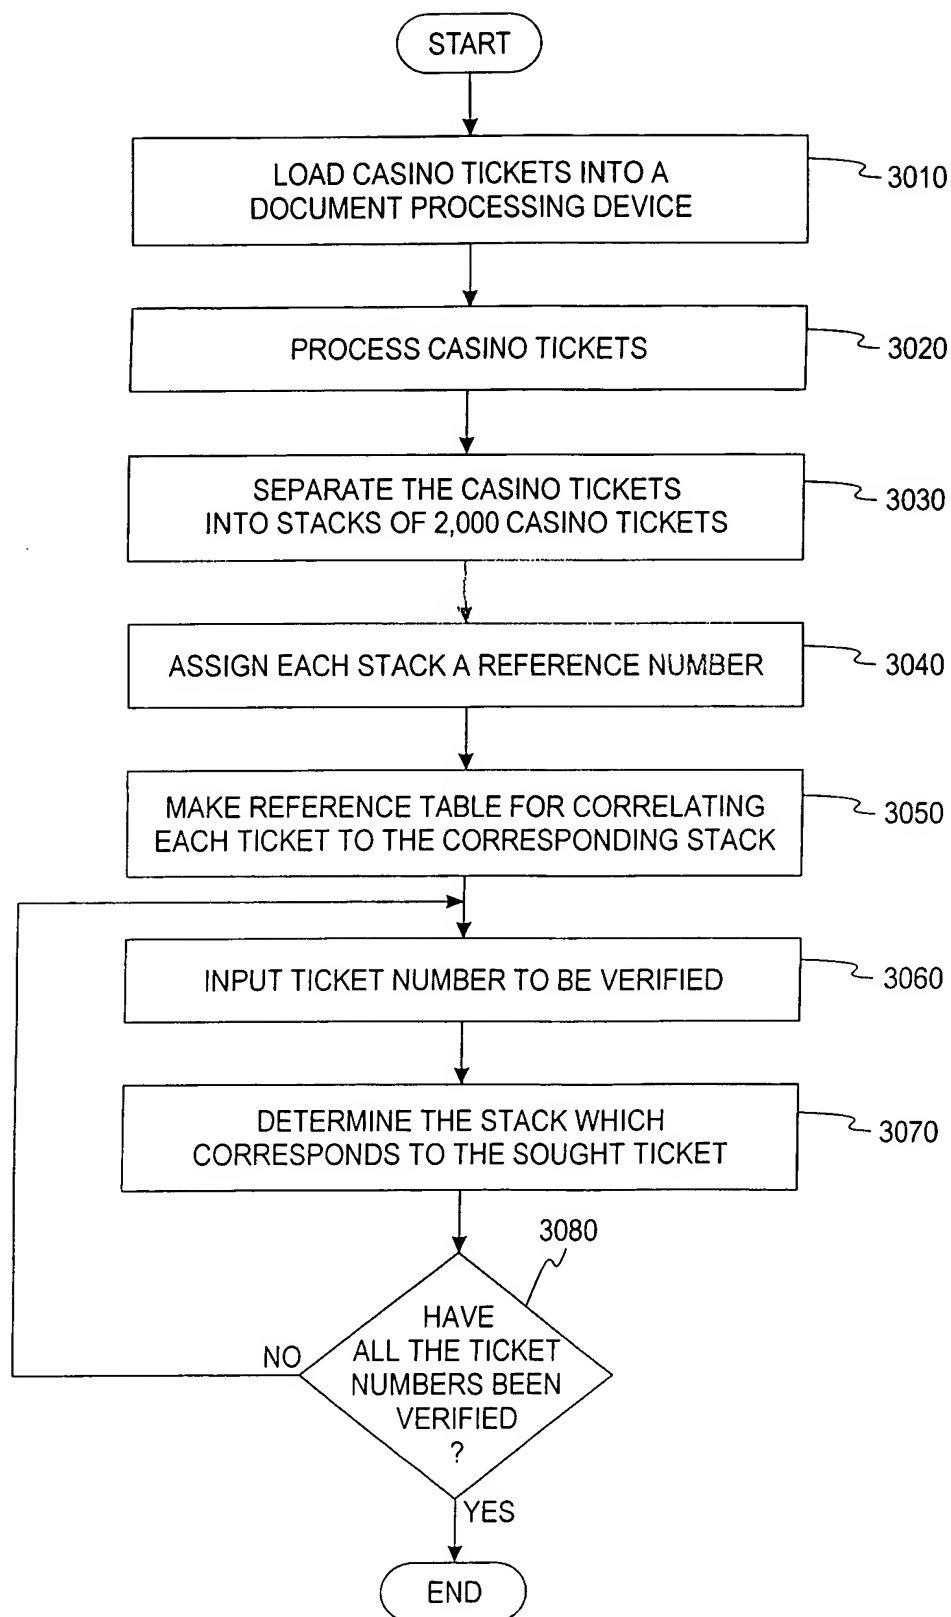 START
LOAD CASINO TICKETS INTO A
DOCUMENT PROCESSING DEVICE
3010
PROCESS CASINO TICKETS
3020
SEPARATE THE CASINO TICKETS
INTO STACKS OF 2,000 CASINO TICKETS
3030
ASSIGN EACH STACK A REFERENCE NUMBER
3040
MAKE REFERENCE TABLE FOR CORRELATING
EACH TICKET TO THE CORRESPONDING STACK
3050
INPUT TICKET NUMBER TO BE VERIFIED
3060
DETERMINE THE STACK WHICH
CORRESPONDS TO THE SOUGHT TICKET
3070
3080
HAVE
ALL THE TICKET
NUMBERS BEEN
VERIFIED
?
NO
YES
END